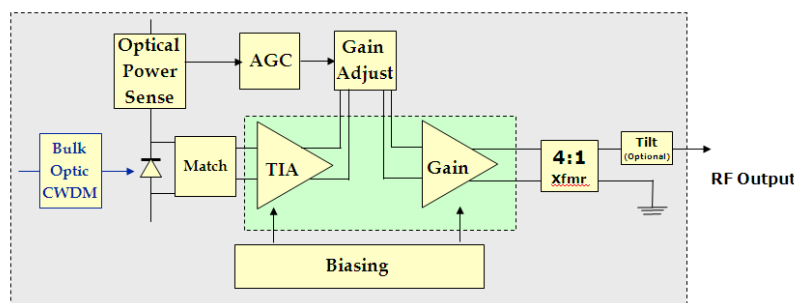 Optical
Power
Sense
AGC
Gain
Adjust
Bulk
Optic
CWDM
Match
TIA
Gain
4:1
Xfmr
Tilt
(Optional)
RF Output
Biasing